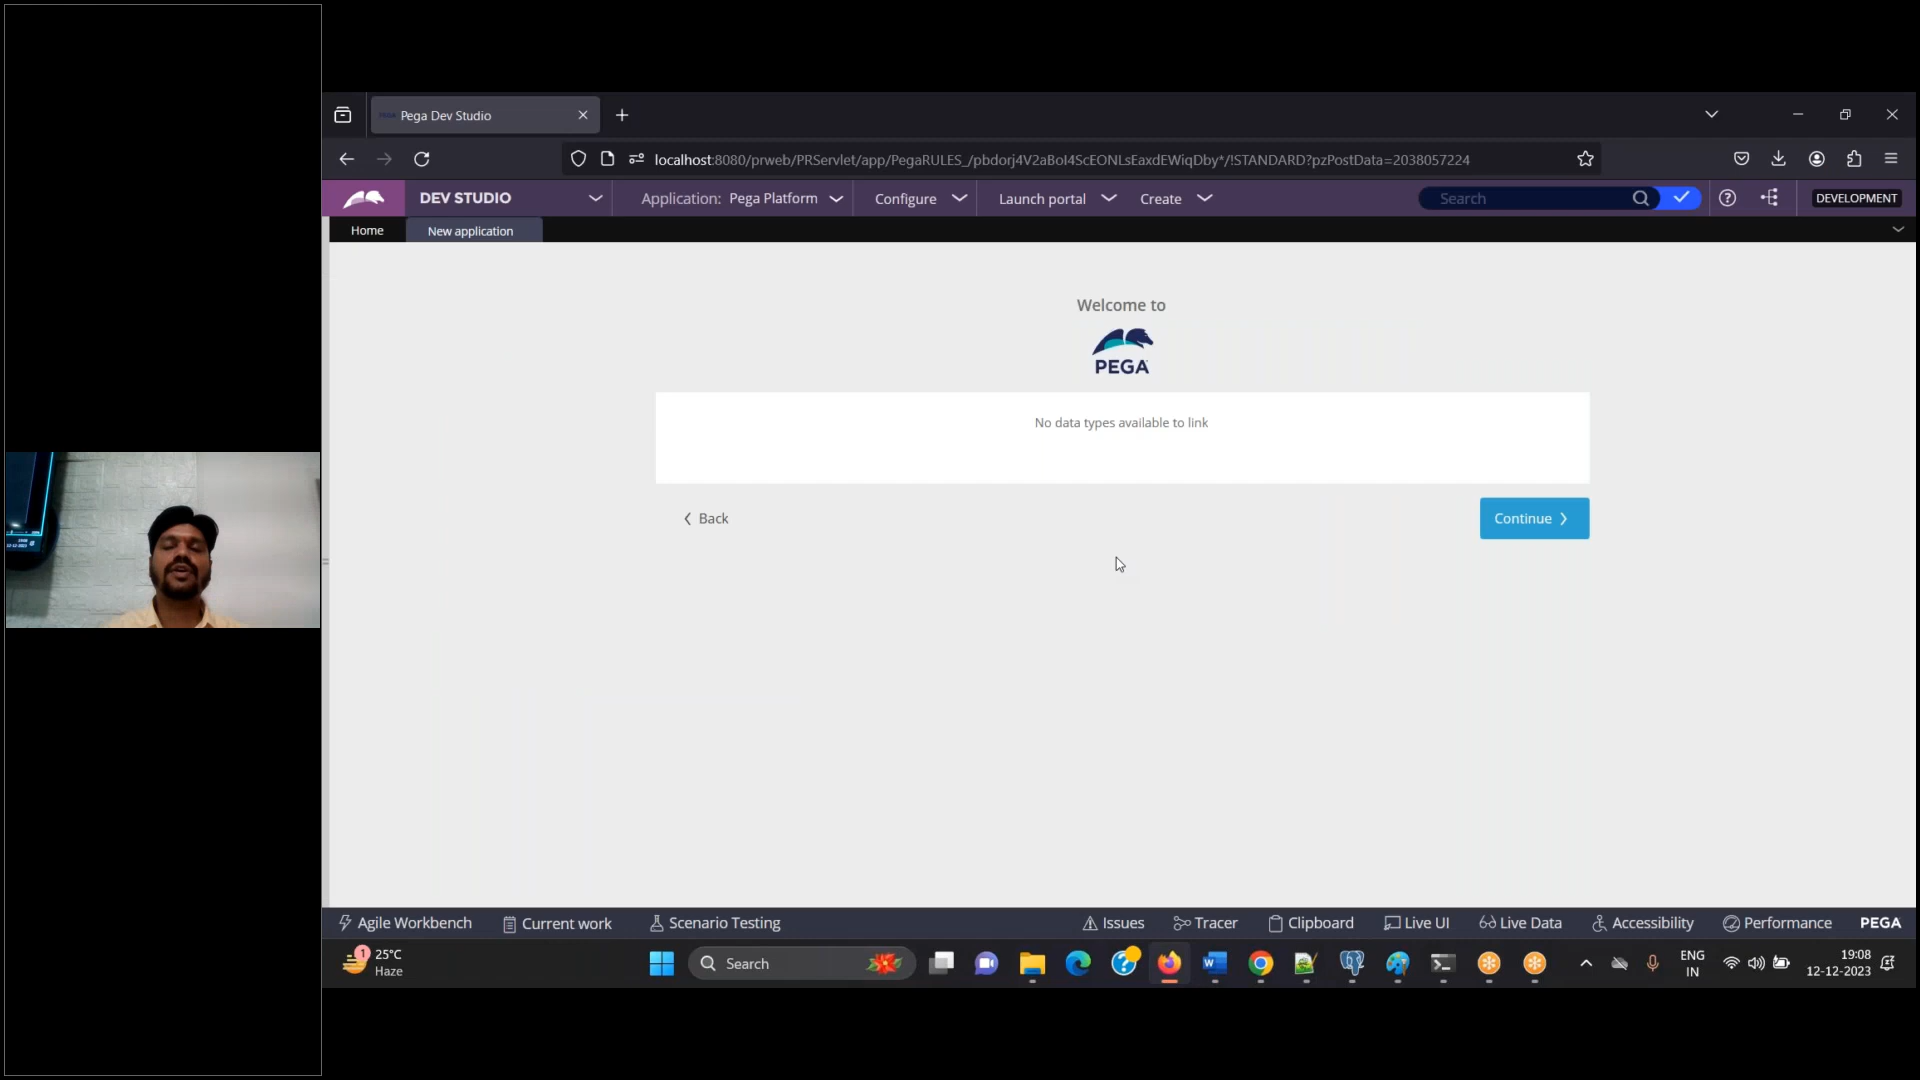 Pega Dev Studio
localhost:8080/prweb/PRServlet/app/PegaRULES_/pbdorj4V2aBoI4ScEONLsEaxdEWiqDby*/!STANDARD?pzPostData=2038057224
DEV STUDIO
Application: Pega Platform
Configure
Launch portal
Create
Search
DEVELOPMENT
Home
New application
Welcome to
PEGA
No data types available to link
Back
Continue
Agile Workbench
Current work
Scenario Testing
Issues
Tracer
Clipboard
Live UI
Live Data
Accessibility
Performance
PEGA
1
25°C
Haze
Search
ENG
IN
19:08
12-12-2023